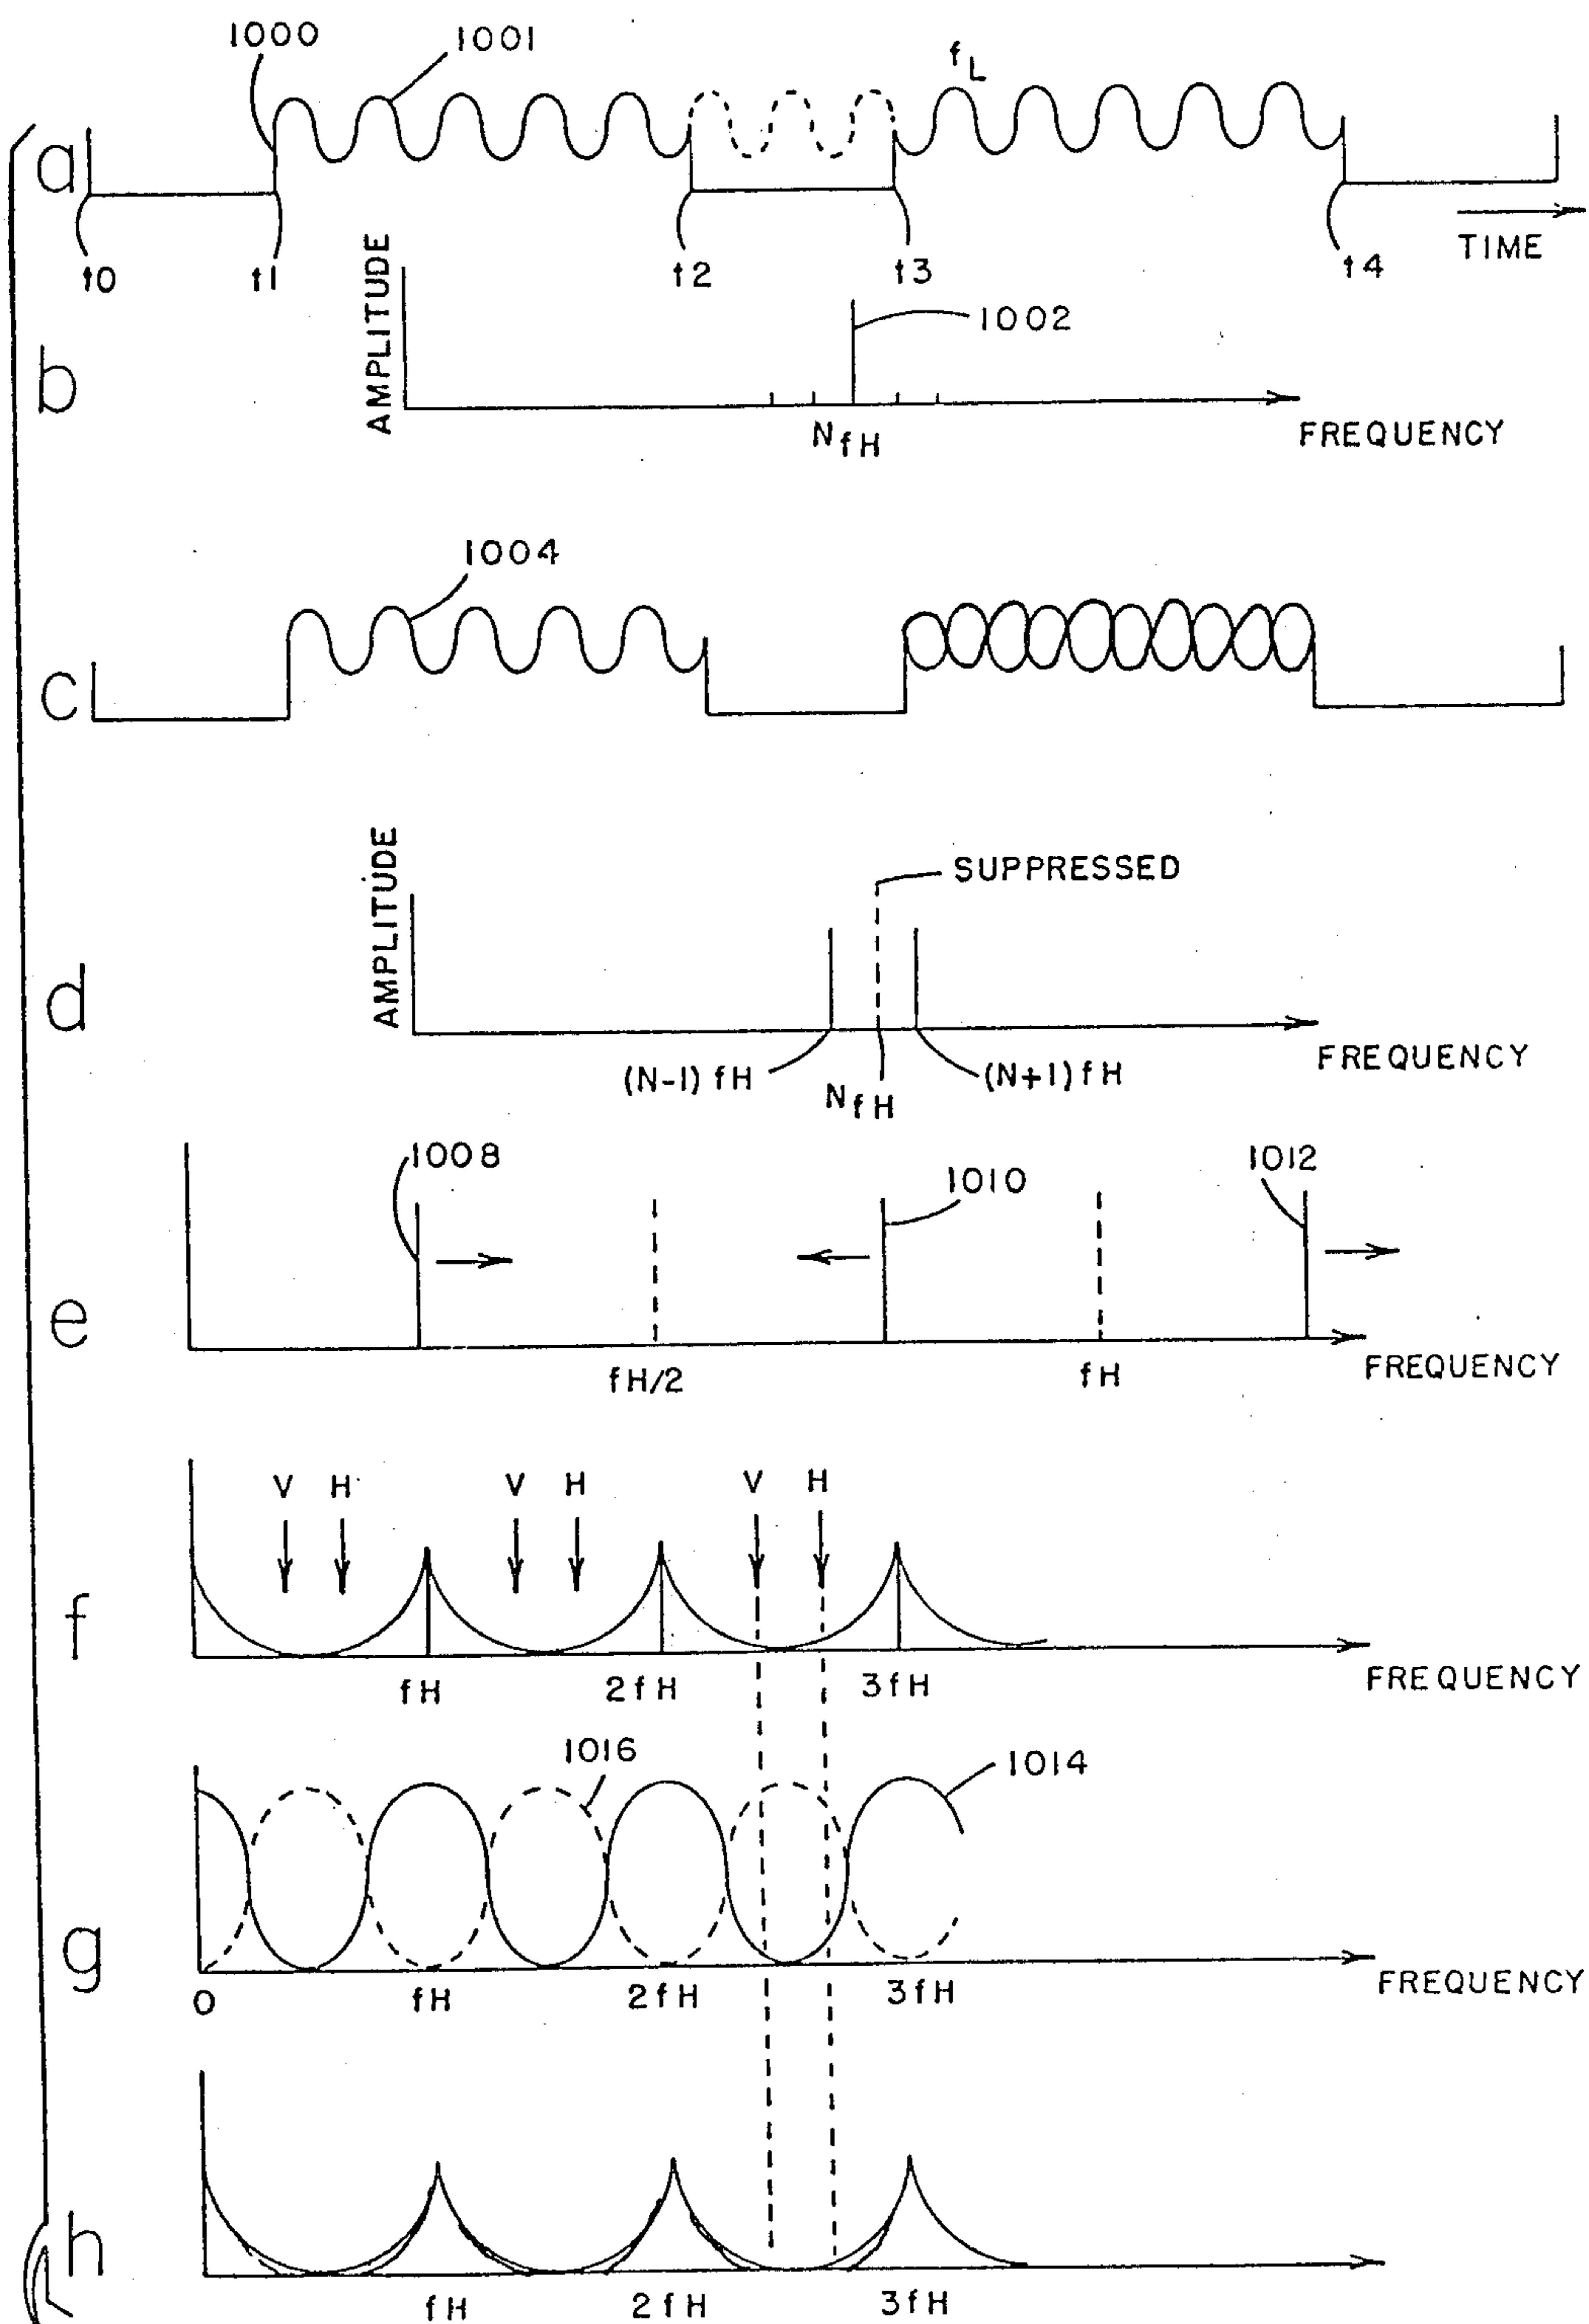 1000 1001 fL
a
t0 t1 t2 t3 t4 TIME
AMPLITUDE
1002
b
NfH FREQUENCY
1004
c
AMPLITUDE
SUPPRESSED
d
(N-1) fH NfH (N+1) fH FREQUENCY
1008 1010 1012
e
fH/2 fH FREQUENCY
V H V H V H
f
fH 2fH 3fH FREQUENCY
1016 1014
g
0 fH 2fH 3fH FREQUENCY
h
fH 2fH 3fH